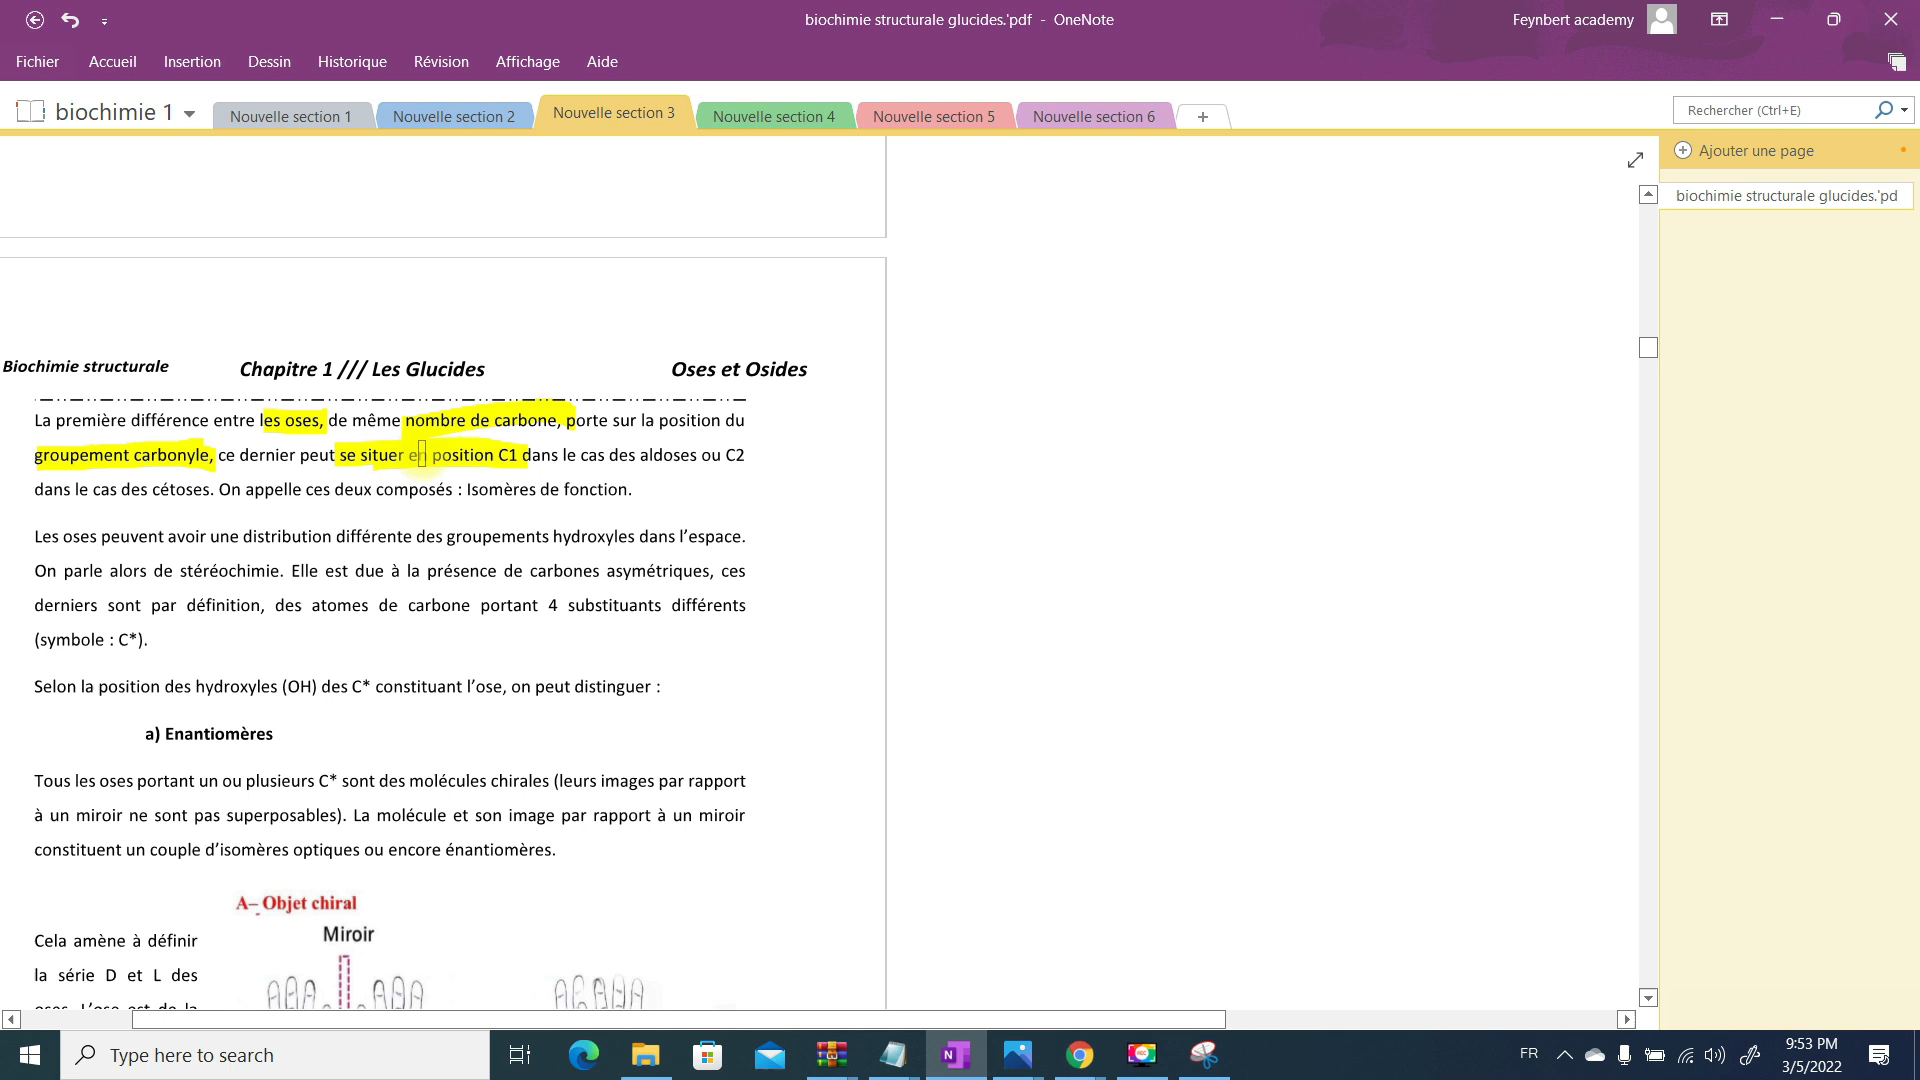 biochimie structurale glucides.'pdf - OneNote
Feynbert academy
Fichier Accueil Insertion Dessin Historique Révision Affichage Aide
biochimie 1
Nouvelle section 1
Nouvelle section 2
Nouvelle section 3
Nouvelle section 4
Nouvelle section 5
Nouvelle section 6
+
Rechercher (Ctrl+E)
Ajouter une page
biochimie structurale glucides.'pd
Biochimie structurale Chapitre 1 /// Les Glucides Oses et Osides
La première différence entre les oses, de même nombre de carbone, porte sur la position du
groupement carbonyle, ce dernier peut se situer en position C1 dans le cas des aldoses ou C2
dans le cas des cétoses. On appelle ces deux composés : Isomères de fonction.
Les oses peuvent avoir une distribution différente des groupements hydroxyles dans l’espace.
On parle alors de stéréochimie. Elle est due à la présence de carbones asymétriques, ces
derniers sont par définition, des atomes de carbone portant 4 substituants différents
(symbole : C*).
Selon la position des hydroxyles (OH) des C* constituant l’ose, on peut distinguer :
a) Enantiomères
Tous les oses portant un ou plusieurs C* sont des molécules chirales (leurs images par rapport
à un miroir ne sont pas superposables). La molécule et son image par rapport à un miroir
constituent un couple d’isomères optiques ou encore énantiomères.
A– Objet chiral
Miroir
Cela amène à définir
la série D et L des
oses. L’ose est de la
Type here to search
FR
9:53 PM
3/5/2022